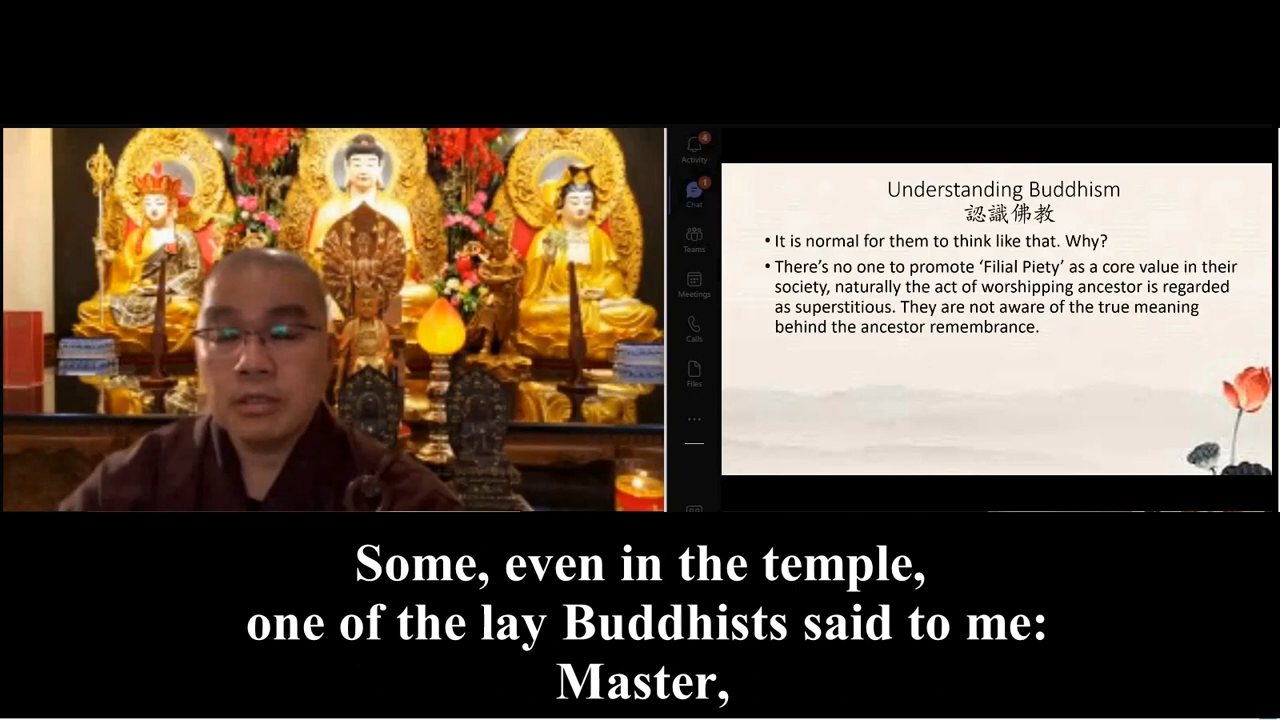 4
Activity
1
Chat
Teams
Meetings
Calls
Files
Understanding Buddhism
認識佛教
• It is normal for them to think like that. Why?
• There’s no one to promote ‘Filial Piety’ as a core value in their
society, naturally the act of worshipping ancestor is regarded
as superstitious. They are not aware of the true meaning
behind the ancestor remembrance.
Some, even in the temple,
one of the lay Buddhists said to me:
Master,